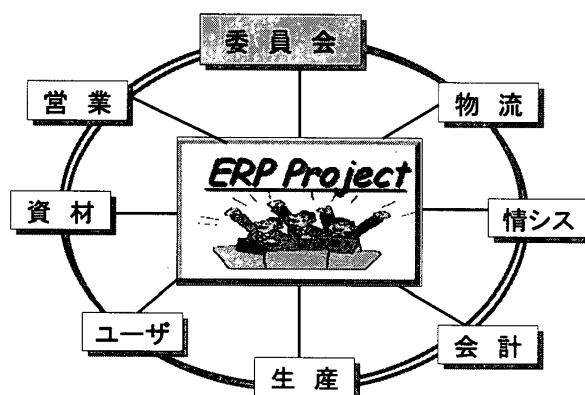 委員会
営業
物流
ERP Project
資材
情シス
ユーザ
会計
生産